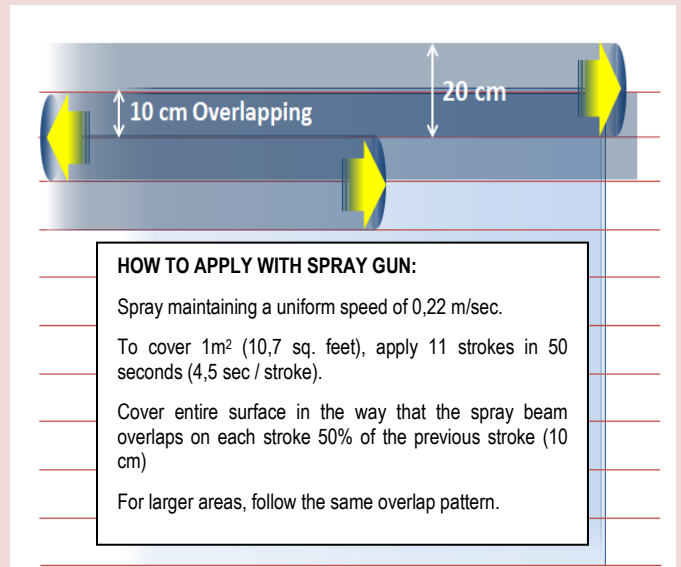 20 cm
10 cm Overlapping
HOW TO APPLY WITH SPRAY GUN:
Spray maintaining a uniform speed of 0,22 m/sec.
To cover 1m² (10,7 sq. feet), apply 11 strokes in 50
seconds (4,5 sec / stroke).
Cover entire surface in the way that the spray beam
overlaps on each stroke 50% of the previous stroke (10
cm)
For larger areas, follow the same overlap pattern.